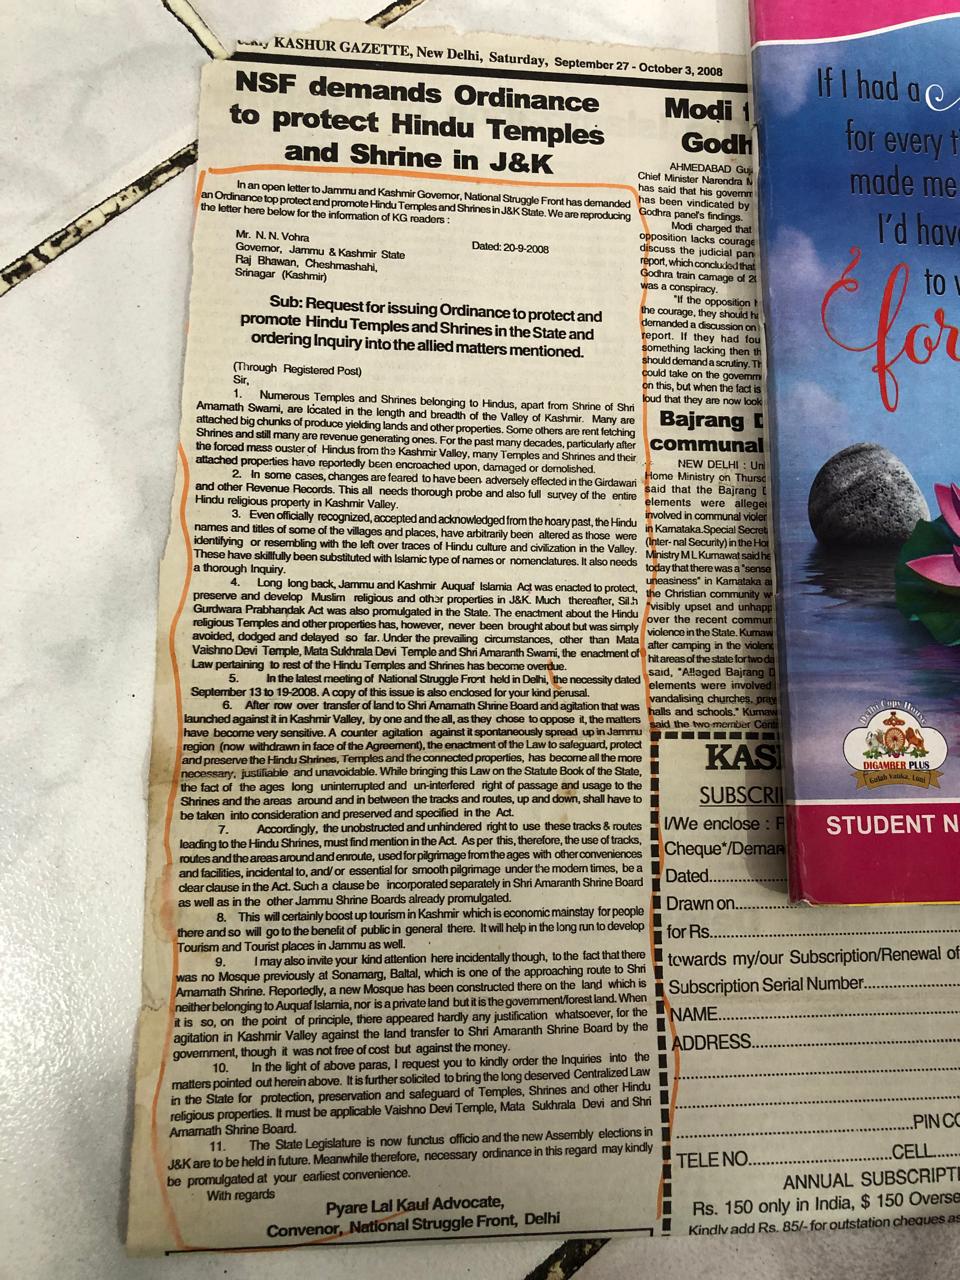 KASHUR GAZETTE, New Delhi, Saturday, September 27 - October 3, 2008
NSF demands Ordinance
to protect Hindu Temples
and Shrine in J&K
In an open letter to Jammu and Kashmir Governor, National Struggle Front has demanded
an Ordinance top protect and promote Hindu Temples and Shrines in J&K State. We are reproducing
the letter here below for the information of KG readers :
Mr. N. N. Vohra
Governor, Jammu & Kashmir State
Dated: 20-9-2008
Raj Bhawan, Cheshmashahi,
Srinagar (Kashmir)
Sub: Request for issuing Ordinance to protect and
promote Hindu Temples and Shrines in the State and
ordering Inquiry into the allied matters mentioned.
(Through Registered Post)
Sir,
1. Numerous Temples and Shrines belonging to Hindus, apart from Shrine of Shri
Amarnath Swami, are located in the length and breadth of the Valley of Kashmir. Many are
attached big chunks of produce yielding lands and other properties. Some others are rent fetching
Shrines and still many are revenue generating ones. For the past many decades, particularly after
the forced mass ouster of Hindus from the Kashmir Valley, many Temples and Shrines and their
attached properties have reportedly been encroached upon, damaged or demolished.
2. In some cases, changes are feared to have been adversely effected in the Girdawari
and other Revenue Records. This all needs thorough probe and also full survey of the entire
Hindu religious property in Kashmir Valley.
3. Even officially recognized, accepted and acknowledged from the hoary past, the Hindu
names and titles of some of the villages and places, have arbitrarily been altered as those were
identifying or resembling with the left over traces of Hindu culture and civilization in the Valley.
These have skillfully been substituted with Islamic type of names or nomenclatures. It also needs
a thorough Inquiry.
4. Long long back, Jammu and Kashmir Auquaf Islamia Act was enacted to protect,
preserve and develop Muslim religious and other properties in J&K. Much thereafter, Sikh
Gurdwara Prabhandak Act was also promulgated in the State. The enactment about the Hindu
religious Temples and other properties has, however, never been brought about but was simply
avoided, dodged and delayed so far. Under the prevailing circumstances, other than Mata
Vaishno Devi Temple, Mata Sukhrala Devi Temple and Shri Amaranth Swami, the enactment of
Law pertaining to rest of the Hindu Temples and Shrines has become overdue.
5. In the latest meeting of National Struggle Front held in Delhi, the necessity dated
September 13 to 19-2008. A copy of this issue is also enclosed for your kind perusal.
6. After row over transfer of land to Shri Amarnath Shrine Board and agitation that was
launched against it in Kashmir Valley, by one and the all, as they chose to oppose it, the matters
have become very sensitive. A counter agitation against it spontaneously spread up in Jammu
region (now withdrawn in face of the Agreement), the enactment of the Law to safeguard, protect
and preserve the Hindu Shrines, Temples and the connected properties, has become all the more
necessary, justifiable and unavoidable. While bringing this Law on the Statute Book of the State,
the fact of the ages long uninterrupted and un-interfered right of passage and usage to the
Shrines and the areas around and in between the tracks and routes, up and down, shall have to
be taken into consideration and preserved and specified in the Act.
7. Accordingly, the unobstructed and unhindered right to use these tracks & routes
leading to the Hindu Shrines, must find mention in the Act. As per this, therefore, the use of tracks,
routes and the areas around and enroute, used for pilgrimage from the ages with other conveniences
and facilities, incidental to, and/ or essential for smooth pilgrimage under the modern times, be a
clear clause in the Act. Such a clause be incorporated separately in Shri Amaranth Shrine Board
as well as in the other Jammu Shrine Boards already promulgated.
8. This will certainly boost up tourism in Kashmir which is economic mainstay for people
there and so will go to the benefit of public in general there. It will help in the long run to develop
Tourism and Tourist places in Jammu as well.
9. I may also invite your kind attention here incidentally though, to the fact that there
was no Mosque previously at Sonamarg, Baltal, which is one of the approaching route to Shri
Amarnath Shrine. Reportedly, a new Mosque has been constructed there on the land which is
neither belonging to Auquaf Islamia, nor is a private land but it is the government/forest land. When
it is so, on the point of principle, there appeared hardly any justification whatsoever, for the
agitation in Kashmir Valley against the land transfer to Shri Amaranth Shrine Board by the
government, though it was not free of cost but against the money.
10. In the light of above paras, I request you to kindly order the Inquiries into the
matters pointed out herein above. It is further solicited to bring the long deserved Centralized Law
in the State for protection, preservation and safeguard of Temples, Shrines and other Hindu
religious properties. It must be applicable Vaishno Devi Temple, Mata Sukhrala Devi and Shri
Amarnath Shrine Board.
11. The State Legislature is now functus officio and the new Assembly elections in
J&K are to be held in future. Meanwhile therefore, necessary ordinance in this regard may kindly
be promulgated at your earliest convenience.
With regards
Pyare Lal Kaul Advocate,
Convenor, National Struggle Front, Delhi
Modi
Godh
AHMEDABAD Guj
Chief Minister Narendra M
has said that his governm
has been vindicated by
Godhra panel's findings.
Modi charged that
opposition lacks courage
discuss the judicial pan
report, which concluded that
Godhra train carnage of 20
was a conspiracy.
"If the opposition h
the courage, they should ha
demanded a discussion on
report. If they had fou
something lacking then th
should demand a scrutiny. Th
could take on the governm
on this, but when the fact is
loud that they are now look
Bajrang D
communal
NEW DELHI : Uni
Home Ministry on Thursd
said that the Bajrang D
elements were alleged
involved in communal violen
in Karnataka.Special Secret
(Inter- nal Security) in the Ho
Ministry M L Kumawat said he
today that there was a "sense
uneasiness" in Karnataka a
the Christian community w
"visibly upset and unhapp
over the recent commun
violence in the State. Kumaw
after camping in the violen
hit areas of the state for two da
said, "Alleged Bajrang D
elements were involved
vandalising churches, pray
halls and schools." Kumaw
said the two-member Cent
KAS
SUBSCRI
I/We enclose : R
Cheque*/Deman
Dated
Drawn on
for Rs
towards my/our Subscription/Renewal of
Subscription Serial Number
NAME
ADDRESS
PIN CO
TELE NO. CELL
ANNUAL SUBSCRIPTI
Rs. 150 only in India, $ 150 Overse
Kindly add Rs. 85/- for outstation cheques as
If I had a
for every t
made me
I'd hav
to w
for
Delhi Cops House
DIGAMBER PLUS
Gulab Vatika, Loni
STUDENT N